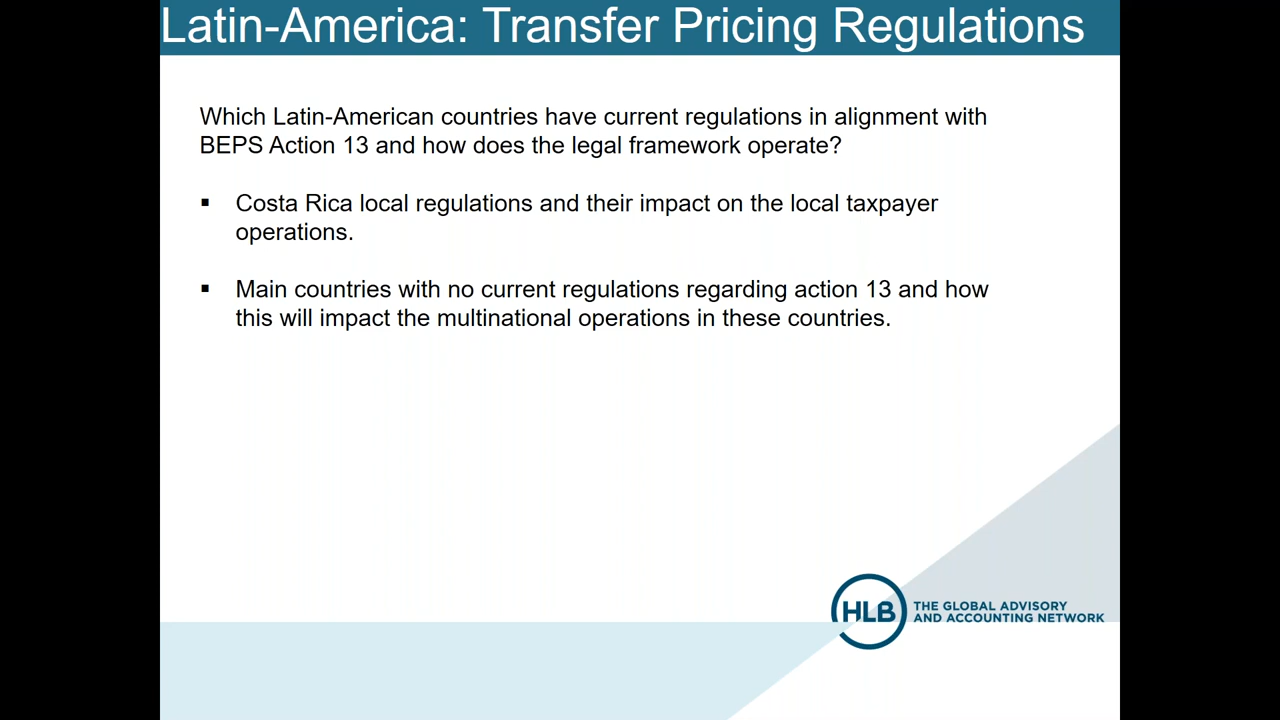 Latin-America: Transfer Pricing Regulations
Which Latin-American countries have current regulations in alignment with
BEPS Action 13 and how does the legal framework operate?
▪ Costa Rica local regulations and their impact on the local taxpayer
operations.
▪ Main countries with no current regulations regarding action 13 and how
this will impact the multinational operations in these countries.
HLB
THE GLOBAL ADVISORY
AND ACCOUNTING NETWORK